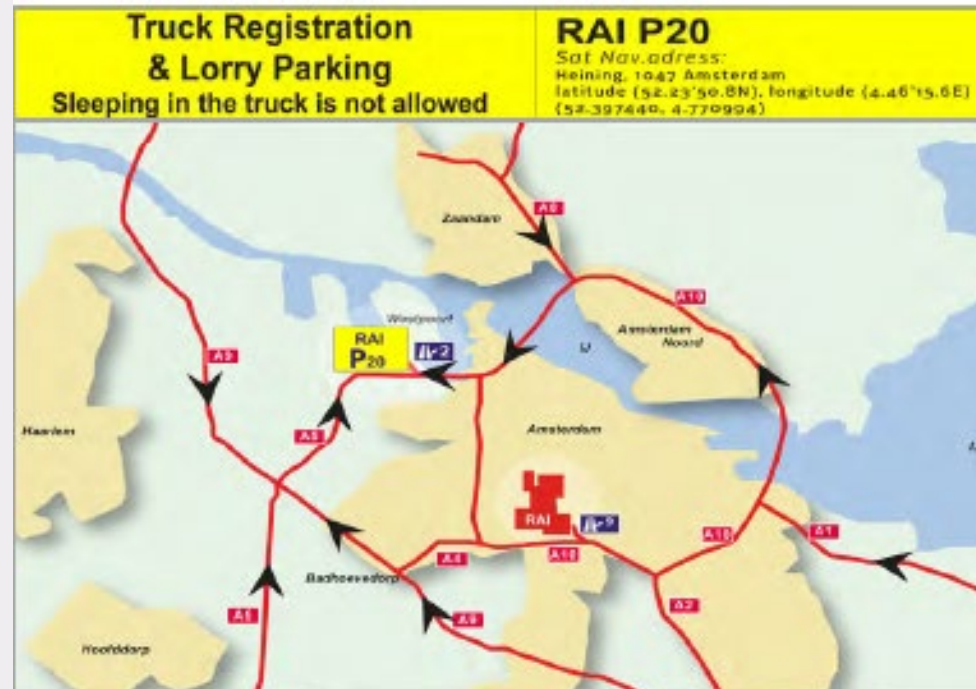 Truck Registration
& Lorry Parking
Sleeping in the truck is not allowed
RAI P20
Sat Nav.adress:
Heining, 1047 Amsterdam
latitude (52.23'50.8N), longitude (4.46'15.6E)
(52.397440, 4.770994)
Zaandam
A8
A10
Westpoort
Amsterdam
Noord
IJ
RAI
P20
2
A9
Haarlem
A5
Amsterdam
RAI
9
A10
A1
A4
A10
Badhoevedorp
A2
A5
A9
Hoofddorp